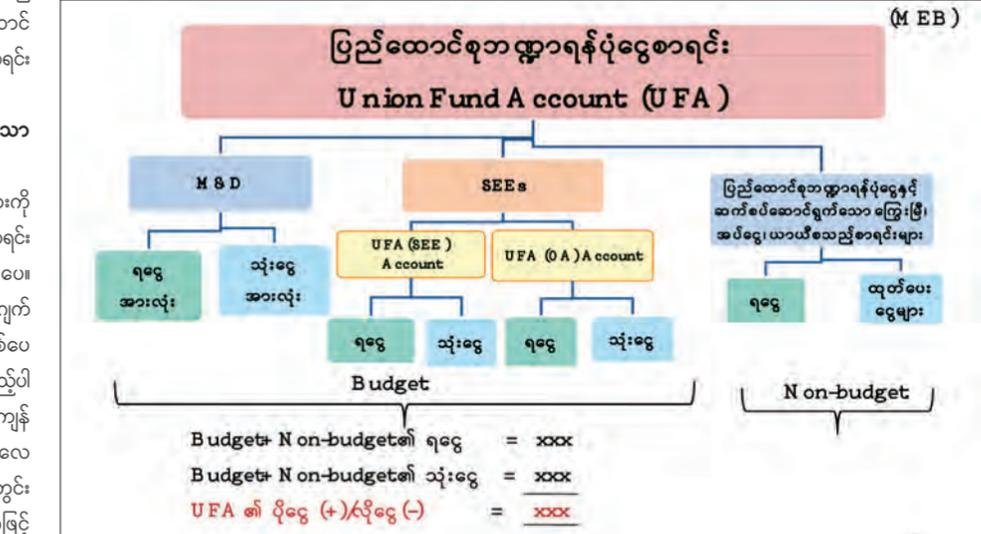 (MEB)
ပြည်ထောင်စုဘဏ္ဍာရန်ပုံငွေစာရင်း
Union Fund Account (UFA)
M & D
SEEs
ပြည်ထောင်စုဘဏ္ဍာရန်ပုံငွေနှင့်
ဆက်စပ်ဆောင်ရွက်သော ကြွေးမြီ၊
အပ်ငွေ၊ ယာယီစသည့်စာရင်းများ
UFA (SEE)
Account
UFA (OA) Account
ရငွေ
အားလုံး
သုံးငွေ
အားလုံး
ရငွေ
သုံးငွေ
ရငွေ
သုံးငွေ
ရငွေ
ထုတ်ပေး
ငွေများ
Budget
Non-budget
Budget+ Non-budget၏ ရငွေ = xxx
Budget+ Non-budget၏ သုံးငွေ = xxx
UFA ၏ ပိုငွေ (+)/လိုငွေ (-) = xxx